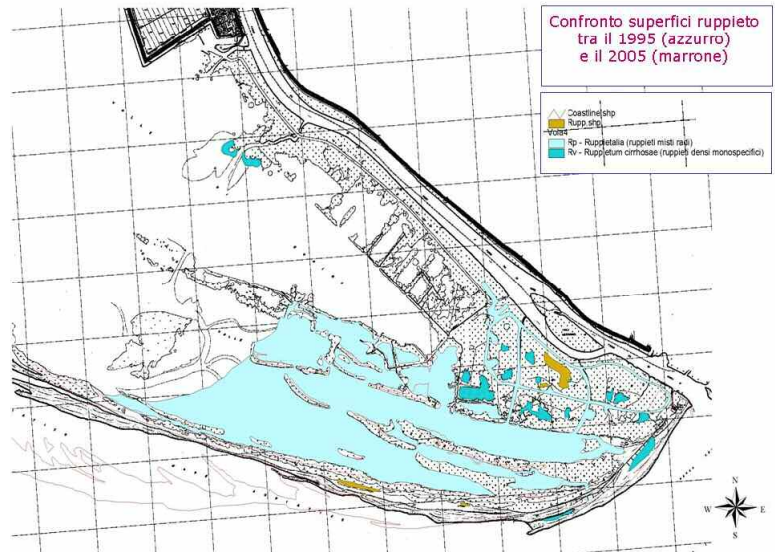 Confronto superfici ruppieto
tra il 1995 (azzurro)
e il 2005 (marrone)
Coastline.shp
Rupp.shp
Vola4
Rp - Ruppietalia (ruppieti misti radi)
Rv - Ruppietum cirrhosae (ruppieti densi monospecifici)
N
W
E
S